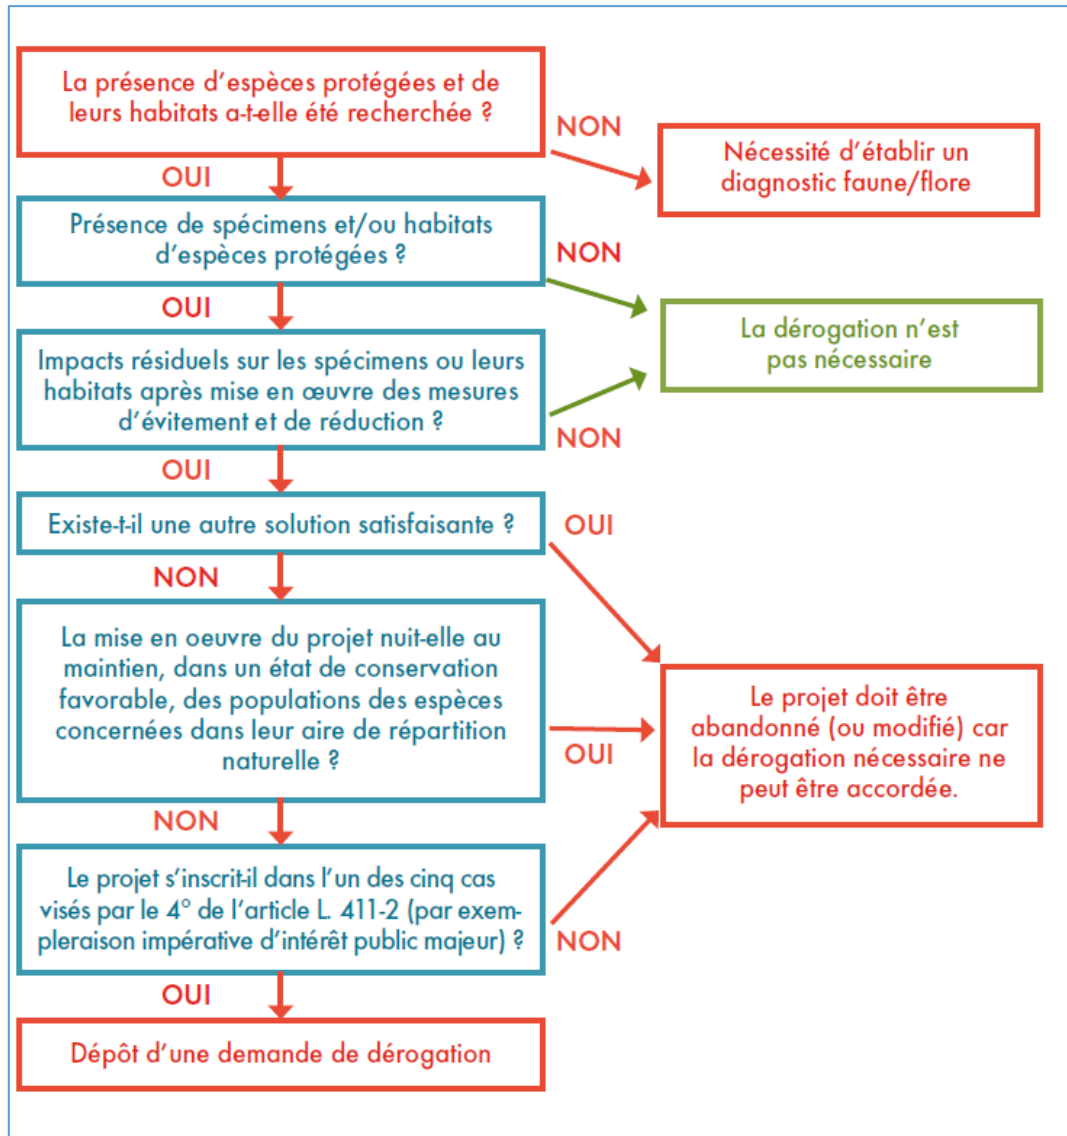 La présence d'espèces protégées et de
leurs habitats a-t-elle été recherchée ?
NON
Nécessité d'établir un
diagnostic faune/flore
OUI
Présence de spécimens et/ou habitats
d'espèces protégées ?
NON
OUI
La dérogation n'est
pas nécessaire
Impacts résiduels sur les spécimens ou leurs
habitats après mise en œuvre des mesures
d'évitement et de réduction ?
NON
OUI
Existe-t-il une autre solution satisfaisante ?
OUI
NON
La mise en oeuvre du projet nuit-elle au
maintien, dans un état de conservation
favorable, des populations des espèces
concernées dans leur aire de répartition
naturelle ?
OUI
Le projet doit être
abandonné (ou modifié) car
la dérogation nécessaire ne
peut être accordée.
NON
Le projet s'inscrit-il dans l'un des cinq cas
visés par le 4° de l'article L. 411-2 (par exem-
pleraison impérative d'intérêt public majeur) ?
NON
OUI
Dépôt d'une demande de dérogation